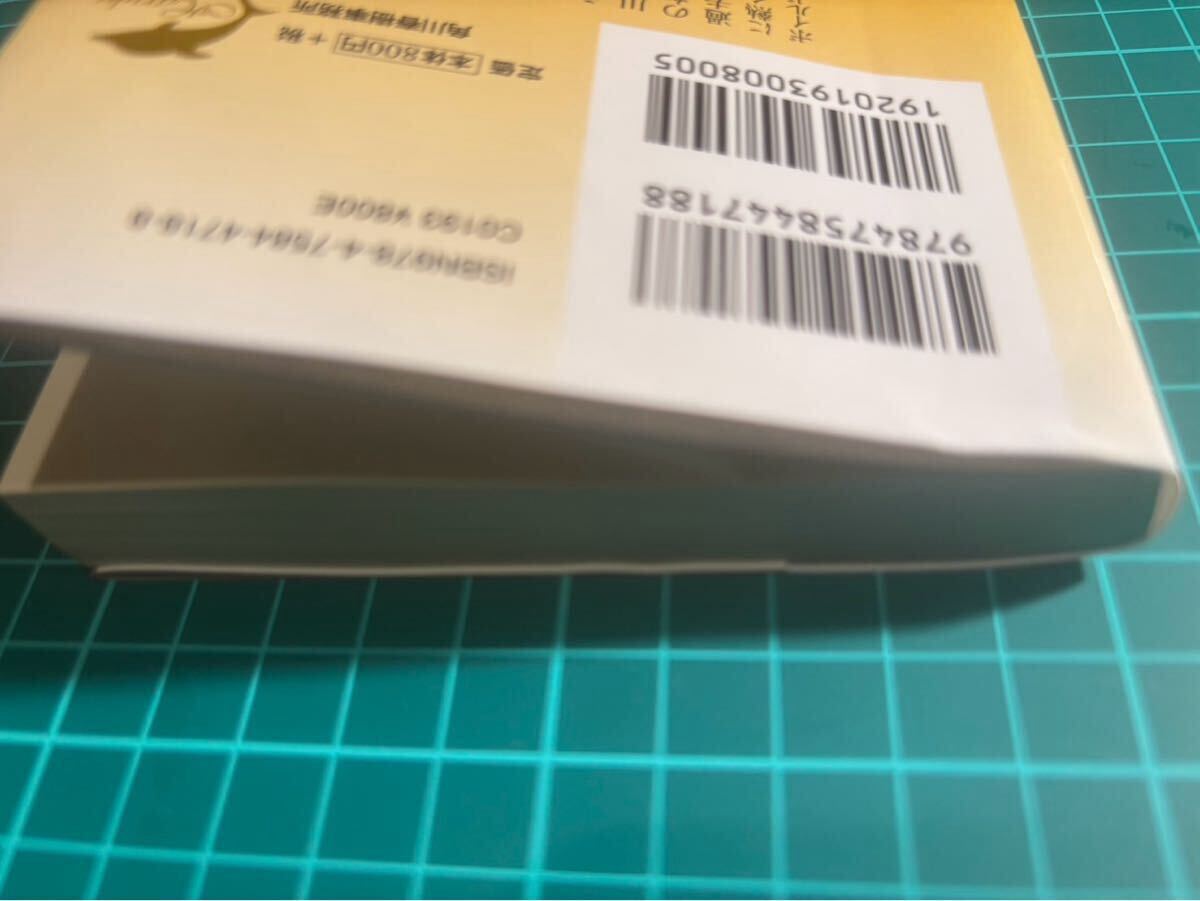 9784758447188
1920193008005
ISBN978-4-7584-4718-8
C0193 ¥800E
定価 本体800円 + 税
角川春樹事務所